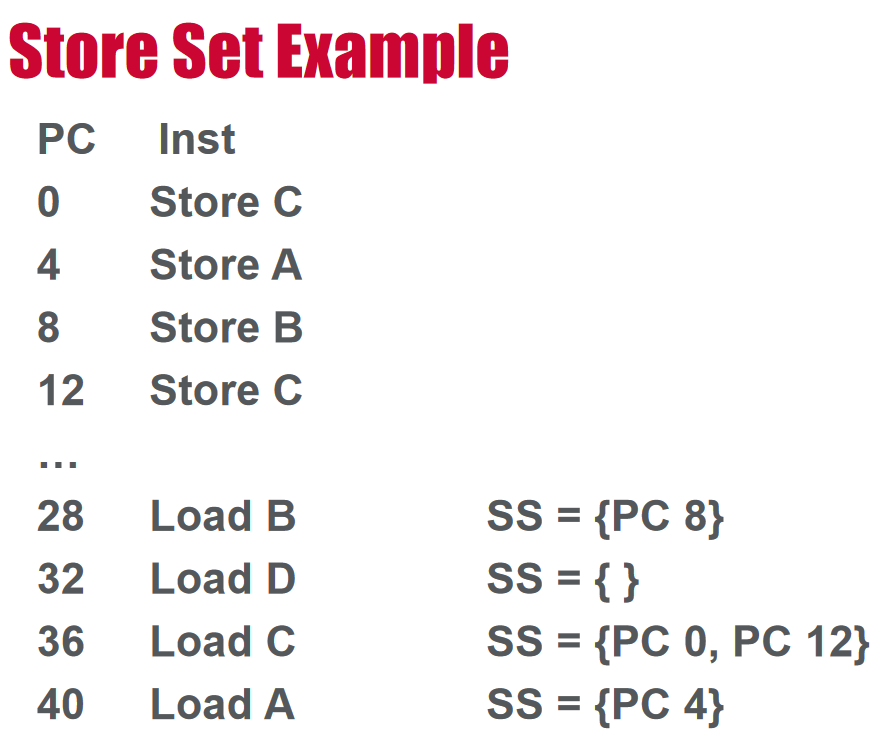 Store Set Example
PC Inst
0 Store C
4 Store A
8 Store B
12 Store C
...
28 Load B SS = {PC 8}
32 Load D SS = { }
36 Load C SS = {PC 0, PC 12}
40 Load A SS = {PC 4}